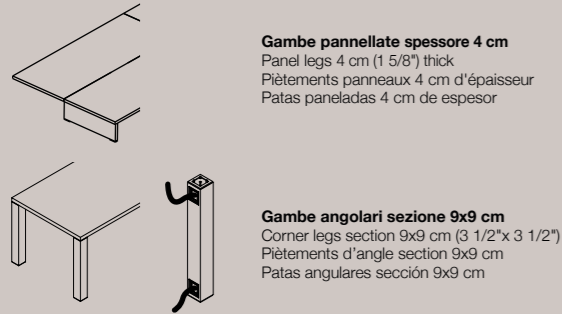 Gambe pannellate spessore 4 cm
Panel legs 4 cm (1 5/8") thick
Piètements panneaux 4 cm d'épaisseur
Patas paneladas 4 cm de espesor
Gambe angolari sezione 9x9 cm
Corner legs section 9x9 cm (3 1/2"x 3 1/2")
Piètements d'angle section 9x9 cm
Patas angulares sección 9x9 cm